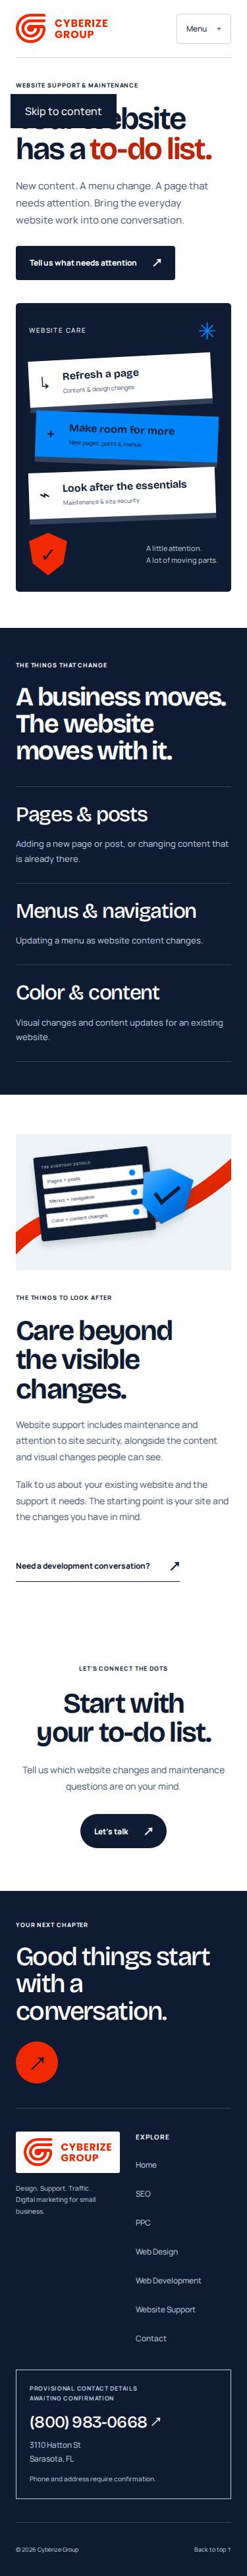 CYBERIZE
GROUP
Menu +
WEBSITE SUPPORT & MAINTENANCE
Skip to content
website
has a to-do list.
New content. A menu change. A page that
needs attention. Bring the everyday
website work into one conversation.
Tell us what needs attention ↗
WEBSITE CARE
Refresh a page
Content & design changes
+ Make room for more
New pages, posts & menus
Look after the essentials
Maintenance & site security
A little attention.
A lot of moving parts.
THE THINGS THAT CHANGE
A business moves.
The website
moves with it.
Pages & posts
Adding a new page or post, or changing content that
is already there.
Menus & navigation
Updating a menu as website content changes.
Color & content
Visual changes and content updates for an existing
website.
THE EVERYDAY DETAILS
Pages + posts
Menus + navigation
Color + content changes
THE THINGS TO LOOK AFTER
Care beyond
the visible
changes.
Website support includes maintenance and
attention to site security, alongside the content
and visual changes people can see.
Talk to us about your existing website and the
support it needs. The starting point is your site and
the changes you have in mind.
Need a development conversation? ↗
LET'S CONNECT THE DOTS
Start with
your to-do list.
Tell us which website changes and maintenance
questions are on your mind.
Let's talk ↗
YOUR NEXT CHAPTER
Good things start
with a
conversation.
↗
CYBERIZE
GROUP
Design. Support. Traffic.
Digital marketing for small
business.
EXPLORE
Home
SEO
PPC
Web Design
Web Development
Website Support
Contact
PROVISIONAL CONTACT DETAILS
AWAITING CONFIRMATION
(800) 983-0668 ↗
3110 Hatton St
Sarasota, FL
Phone and address require confirmation.
© 2026 Cyberize Group
Back to top ↑